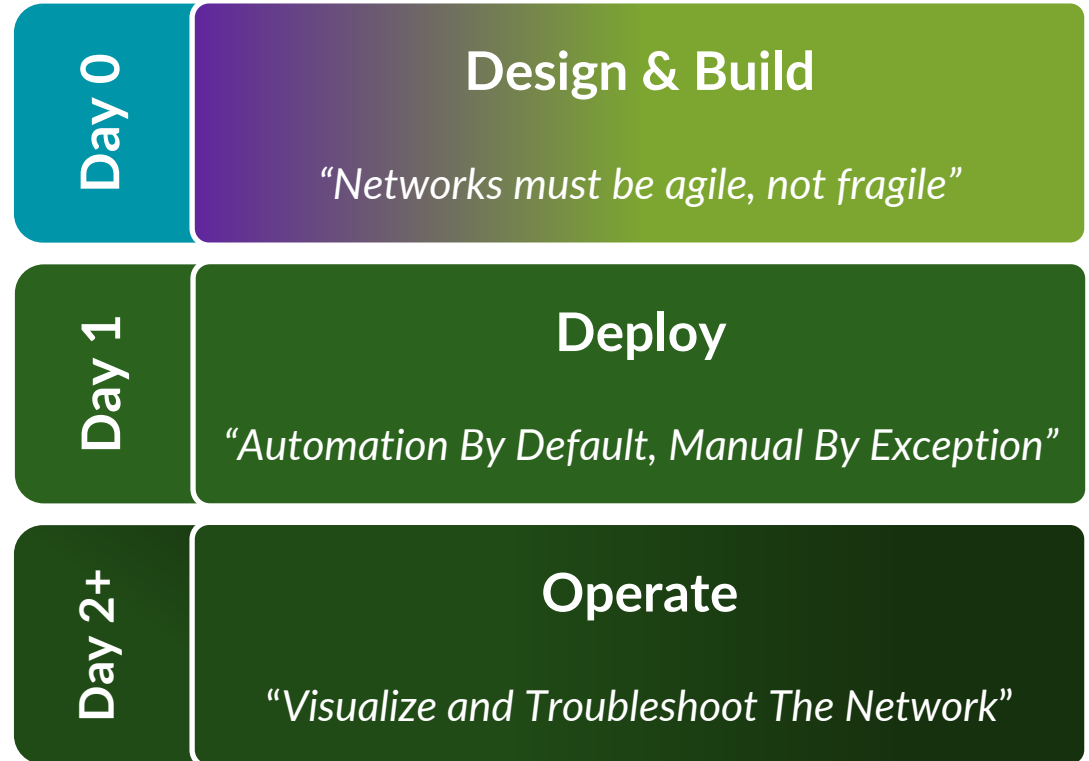 Day 0
Design & Build
“Networks must be agile, not fragile”
Day 1
Deploy
“Automation By Default, Manual By Exception”
Day 2+
Operate
“Visualize and Troubleshoot The Network”